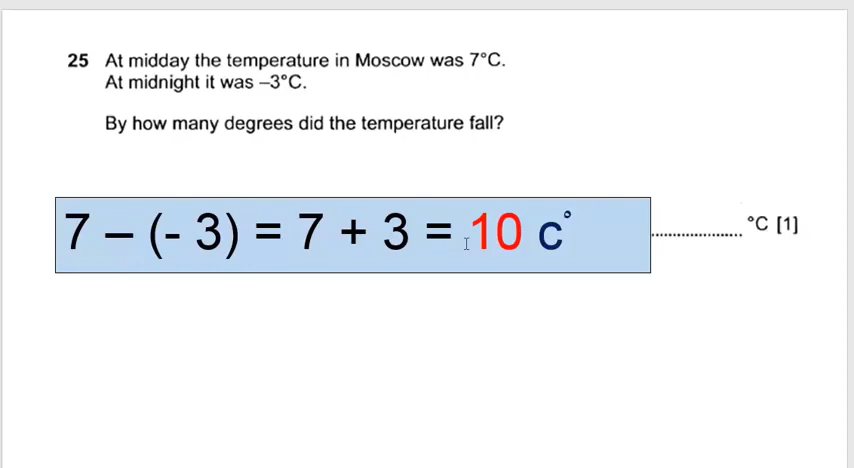 25 At midday the temperature in Moscow was 7°C.
At midnight it was –3°C.
By how many degrees did the temperature fall?
7 – (- 3) = 7 + 3 = 10 c° .................... °C [1]